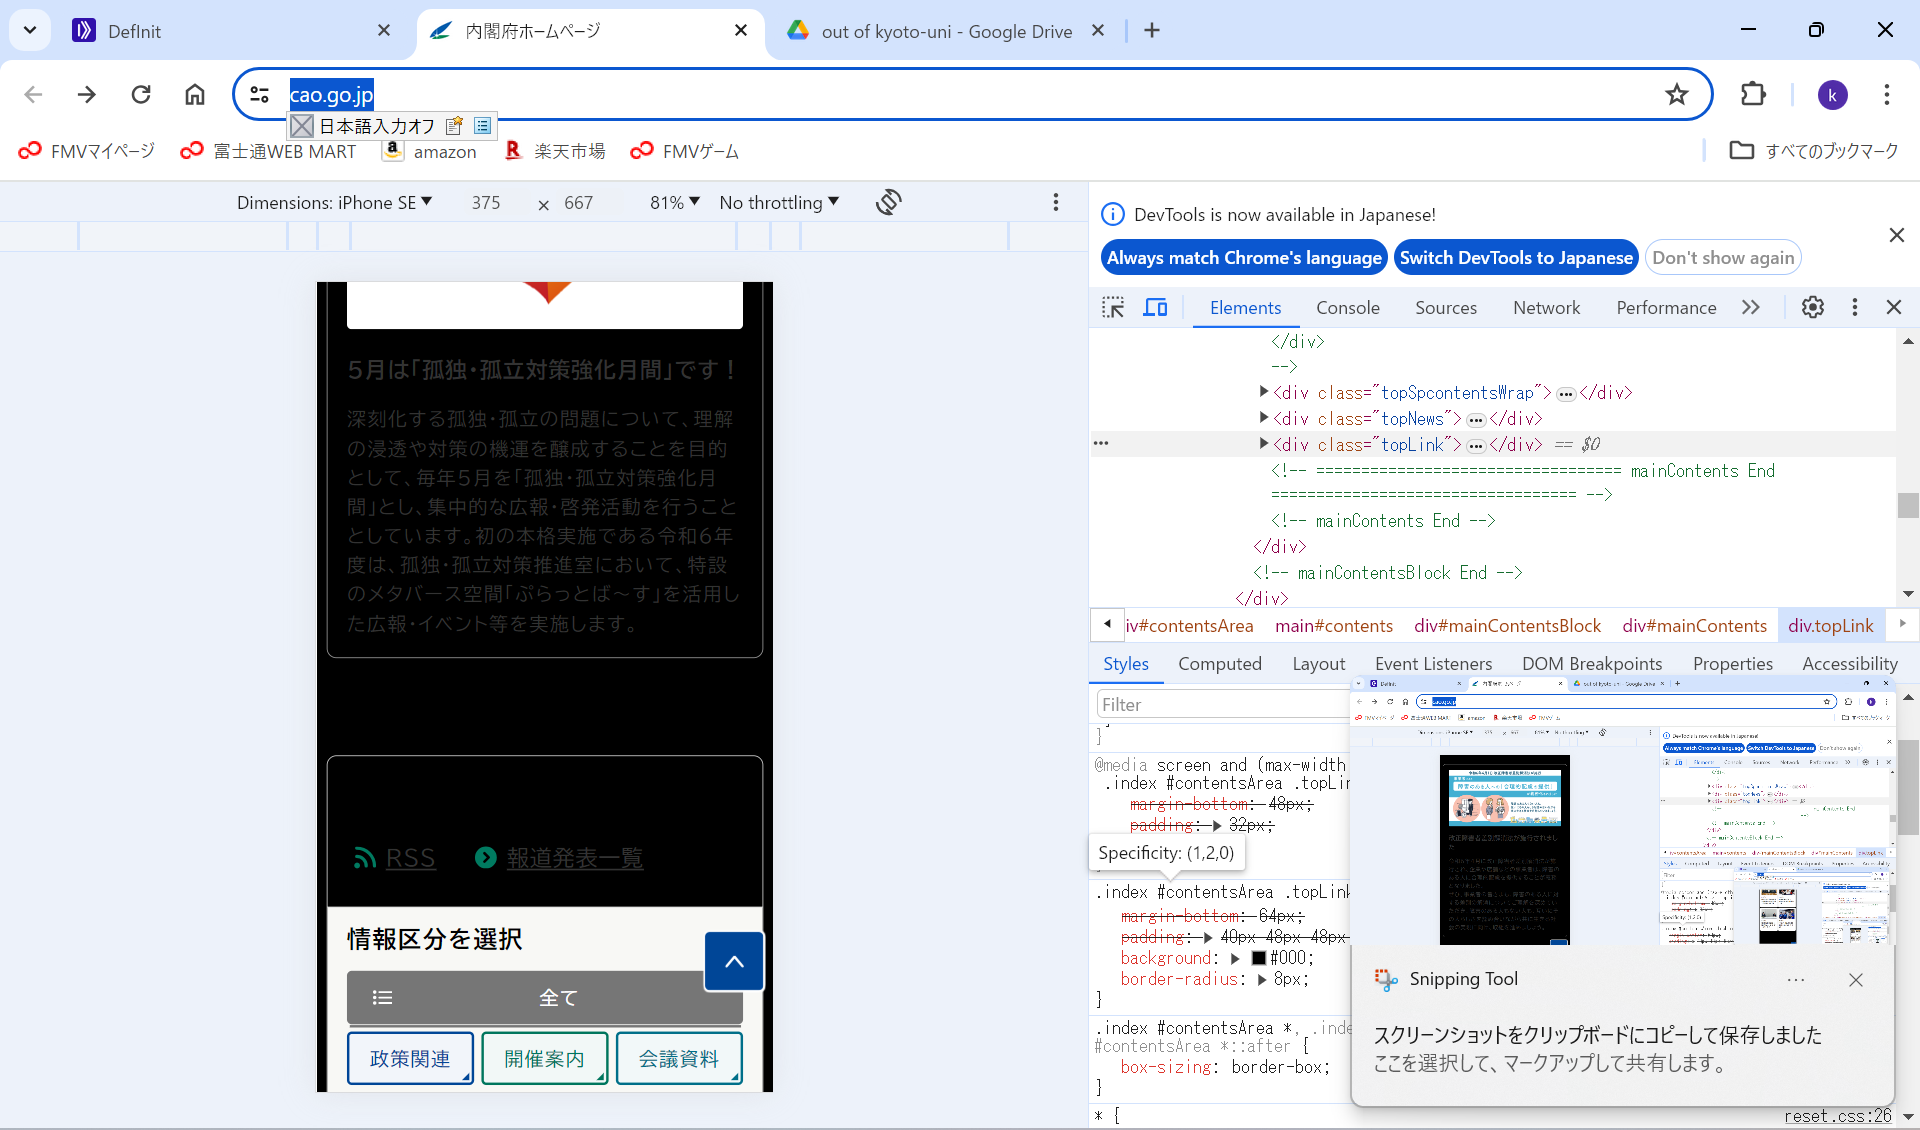 DefInit
内閣府ホームページ
out of kyoto-uni - Google Drive
cao.go.jp
k
日本語入力オフ
FMVマイページ
富士通WEB MART
amazon
楽天市場
FMVゲーム
すべてのブックマーク
Dimensions: iPhone SE 375 × 667 81% No throttling
5月は「孤独・孤立対策強化月間」です！
深刻化する孤独・孤立の問題について、理解
の浸透や対策の機運を醸成することを目的
として、毎年5月を「孤独・孤立対策強化月
間」とし、集中的な広報・啓発活動を行うこと
としています。初の本格実施である令和6年
度は、孤独・孤立対策推進室において、特設
のメタバース空間「ぷらっとば～す」を活用し
た広報・イベント等を実施します。
RSS 報道発表一覧
情報区分を選択
全て
政策関連 開催案内 会議資料
DevTools is now available in Japanese!
Always match Chrome's language Switch DevTools to Japanese Don't show again
Elements Console Sources Network Performance
</div>
-->
<div class="topSpcontentsWrap">…</div>
<div class="topNews">…</div>
<div class="topLink">…</div> == $0
<!-- ================================== mainContents End
================================== -->
<!-- mainContents End -->
</div>
<!-- mainContentsBlock End -->
</div>
iv#contentsArea main#contents div#mainContentsBlock div#mainContents div.topLink
Styles Computed Layout Event Listeners DOM Breakpoints Properties Accessibility
Filter
}
@media screen and (max-width
.index #contentsArea .topLin
margin-bottom: 48px;
padding: 32px;
Specificity: (1,2,0)
.index #contentsArea .topLink
margin-bottom: 64px;
padding: 40px 48px 48px
background: #000;
border-radius: 8px;
}
.index #contentsArea *, .inde
#contentsArea *::after {
box-sizing: border-box;
}
* {
reset.css:26
Snipping Tool
スクリーンショットをクリップボードにコピーして保存しました
ここを選択して、マークアップして共有します。